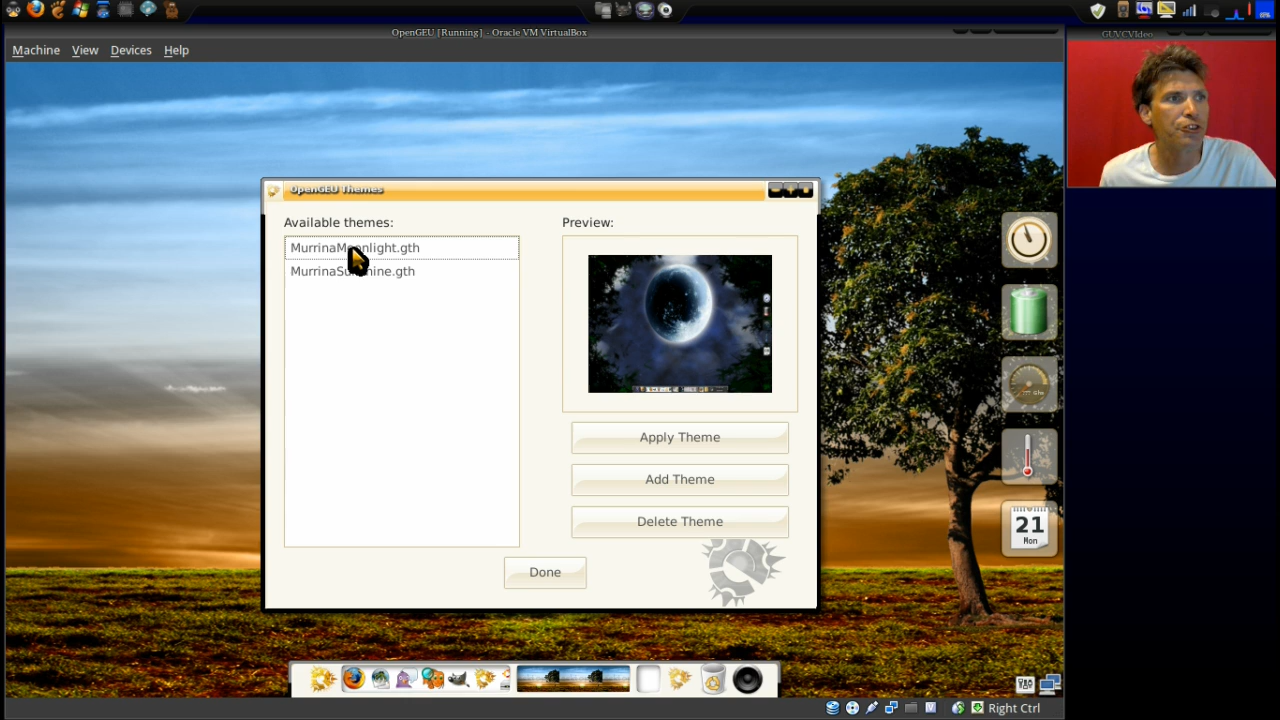 OpenGEU [Running] - Oracle VM VirtualBox
GUVCVIdeo
Machine View Devices Help
OpenGEU Themes
Available themes:
Preview:
MurrinaMoonlight.gth
MurrinaSunshine.gth
Apply Theme
Add Theme
Delete Theme
Done
21
Mon
Right Ctrl